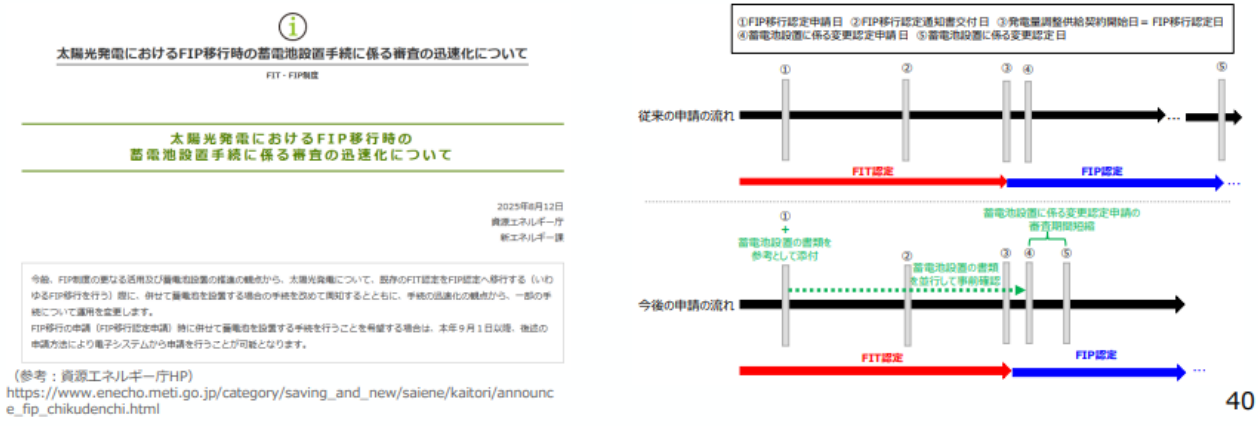 太陽光発電におけるFIP移行時の蓄電池設置手続に係る審査の迅速化について
FIT・FIP制度
太陽光発電におけるFIP移行時の
蓄電池設置手続に係る審査の迅速化について
2025年8月12日
資源エネルギー庁
新エネルギー課
今般、FIP制度の更なる活用及び蓄電池設置の推進の観点から、太陽光発電について、既存のFIT認定をFIP認定へ移行する（いわ
ゆるFIP移行を行う）際に、併せて蓄電池を設置する場合の手続を改めて周知するとともに、手続の迅速化の観点から、一部の手
続について運用を変更します。
FIP移行の申請（FIP移行認定申請）時に併せて蓄電池を設置する手続を行うことを希望する場合は、本年９月１日以降、後述の
申請方法により電子システムから申請を行うことが可能となります。
（参考：資源エネルギー庁HP）
https://www.enecho.meti.go.jp/category/saving_and_new/saiene/kaitori/announc
e_fip_chikudenchi.html
①FIP移行認定申請日 ②FIP移行認定通知書交付日 ③発電量調整供給契約開始日＝FIP移行認定日
④蓄電池設置に係る変更認定申請日 ⑤蓄電池設置に係る変更認定日
① ② ③ ④ ⑤
従来の申請の流れ
...
FIT認定 FIP認定 ...
①
+
蓄電池設置の書類を
参考として添付
蓄電池設置に係る変更認定申請の
審査期間短縮
② ③ ④ ⑤
蓄電池設置の書類
を並行して事前確認
今後の申請の流れ
FIT認定 FIP認定 ...
40